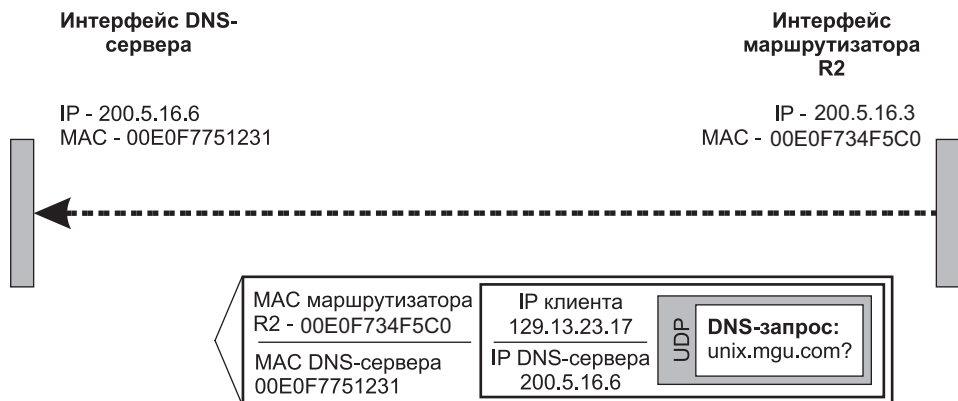 Интерфейс DNS-
сервера
IP - 200.5.16.6
MAC - 00E0F7751231
Интерфейс
маршрутизатора
R2
IP - 200.5.16.3
MAC - 00E0F734F5C0
MAC маршрутизатора
R2 - 00E0F734F5C0
MAC DNS-сервера
00E0F7751231
IP клиента
129.13.23.17
IP DNS-сервера
200.5.16.6
UDP
DNS-запрос:
unix.mgu.com?